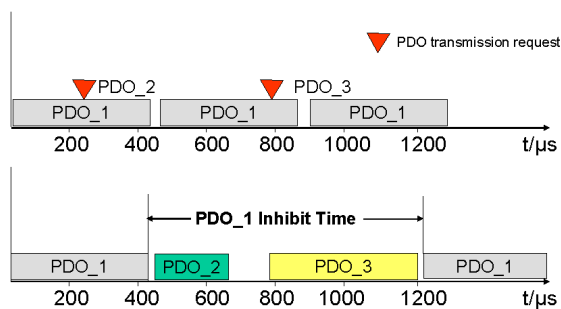 PDO transmission request
PDO_2 PDO_3
PDO_1 PDO_1 PDO_1
200 400 600 800 1000 1200 t/µs
PDO_1 Inhibit Time
PDO_1 PDO_2 PDO_3 PDO_1
200 400 600 800 1000 1200 t/µs